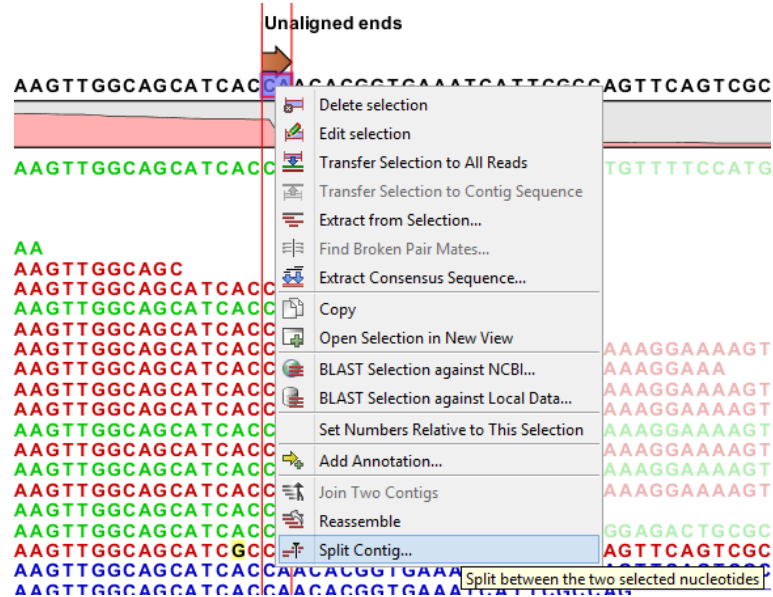 Unaligned ends
AAGTTGGCAGCATCACCAACACGGTGAAATCATTCGCCAGTTCAGTCGC
AAGTTGGCAGCATCACC TGTTTTCCATG
AA
AAGTTGGCAGC
AAGTTGGCAGCATCACC
AAGTTGGCAGCATCACC
AAGTTGGCAGCATCACC
AAGTTGGCAGCATCACC AAAGGAAAAGT
AAGTTGGCAGCATCACC AAAGGAAA
AAGTTGGCAGCATCACC AAAGGAAAAGT
AAGTTGGCAGCATCACC AAAGGAAAAGT
AAGTTGGCAGCATCACC AAAGGAAAAGT
AAGTTGGCAGCATCACC AAAGGAAAAGT
AAGTTGGCAGCATCACC AAAGGAAAAGT
AAGTTGGCAGCATCACC AAAGGAAAAGT
AAGTTGGCAGCATCACC
AAGTTGGCAGCATCACC GGAGACTGCGC
AAGTTGGCAGCATCGCC AGTTCAGTCGC
AAGTTGGCAGCATCACCAACACGGTGAAA
AAGTTGGCAGCATCACCAACACGGTGAAATCATTCGCCAG
Delete selection
Edit selection
Transfer Selection to All Reads
Transfer Selection to Contig Sequence
Extract from Selection...
Find Broken Pair Mates...
Extract Consensus Sequence...
Copy
Open Selection in New View
BLAST Selection against NCBI...
BLAST Selection against Local Data...
Set Numbers Relative to This Selection
Add Annotation...
Join Two Contigs
Reassemble
Split Contig...
Split between the two selected nucleotides